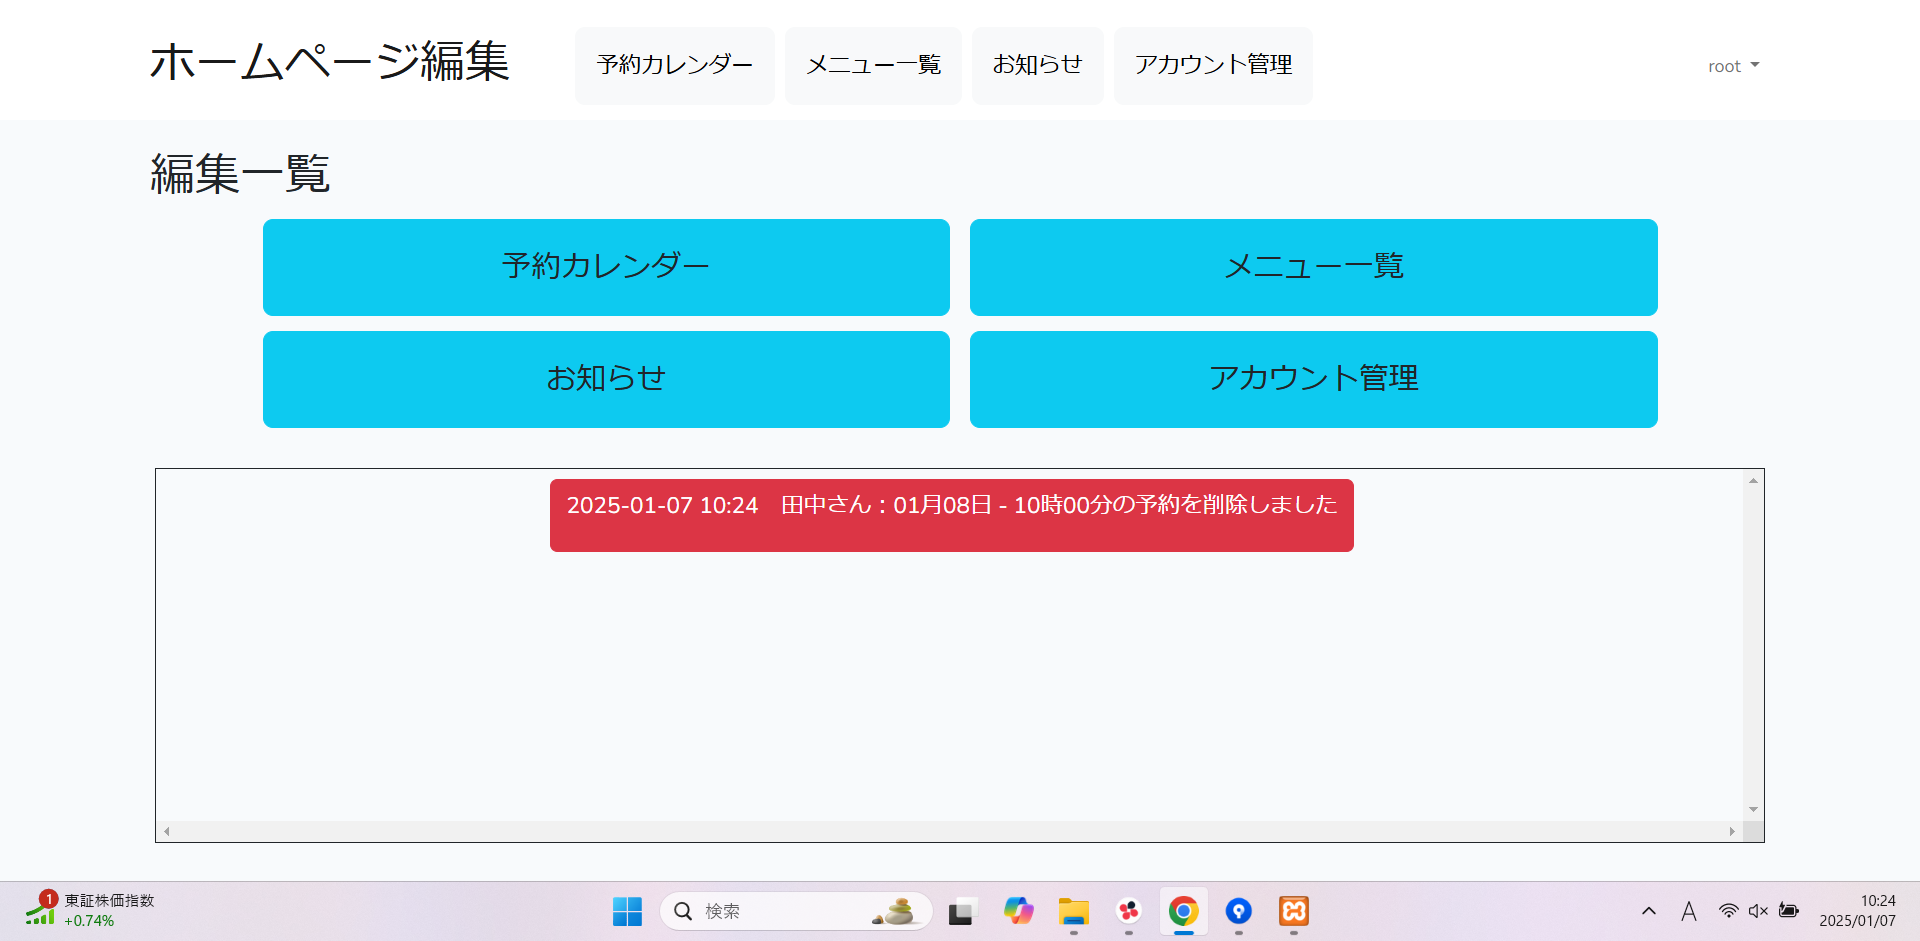 ホームページ編集
予約カレンダー
メニュー一覧
お知らせ
アカウント管理
root
編集一覧
予約カレンダー
メニュー一覧
お知らせ
アカウント管理
2025-01-07 10:24　田中さん：01月08日 - 10時00分の予約を削除しました
1
東証株価指数
+0.74%
検索
A
10:24
2025/01/07